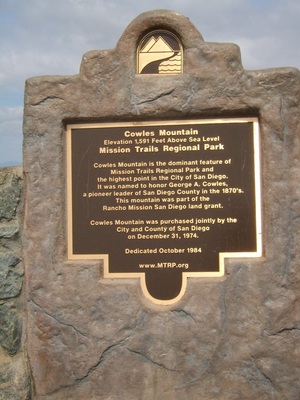 Cowles Mountain
Elevation 1,591 Feet Above Sea Level
Mission Trails Regional Park
Cowles Mountain is the dominant feature of
Mission Trails Regional Park and
the highest point in the City of San Diego.
It was named to honor George A. Cowles,
a pioneer leader of San Diego County in the 1870's.
This mountain was part of the
Rancho Mission San Diego land grant.
Cowles Mountain was purchased jointly by the
City and County of San Diego
on December 31, 1974.
Dedicated October 1984
www.MTRP.org